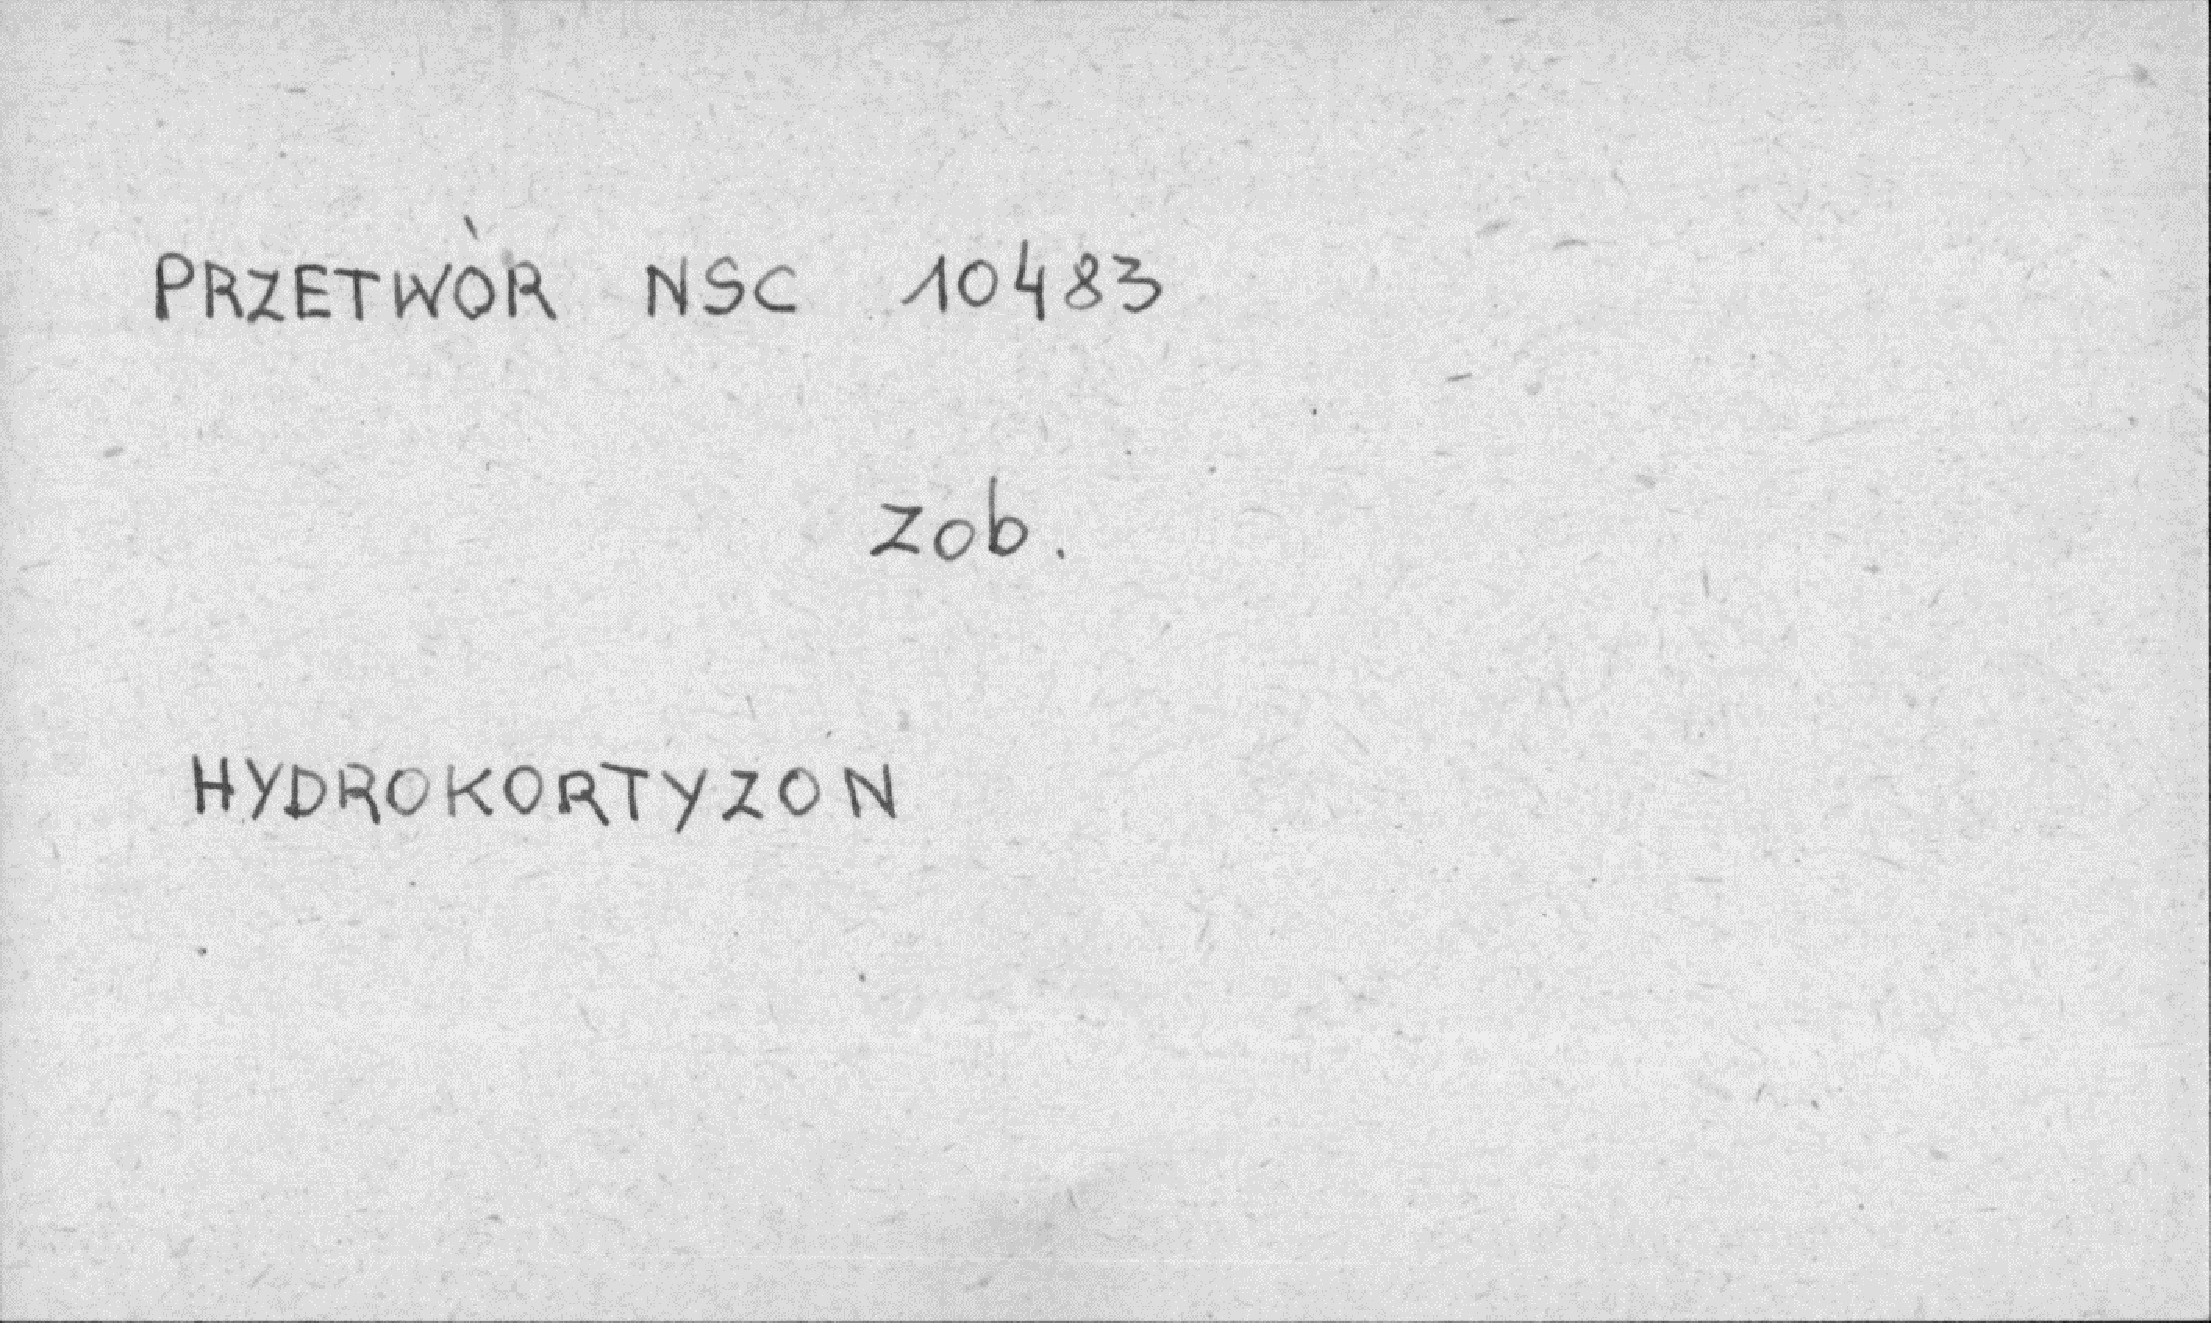 PRZETWÓR NSC 10483
zob.
HYDROKORTYZON